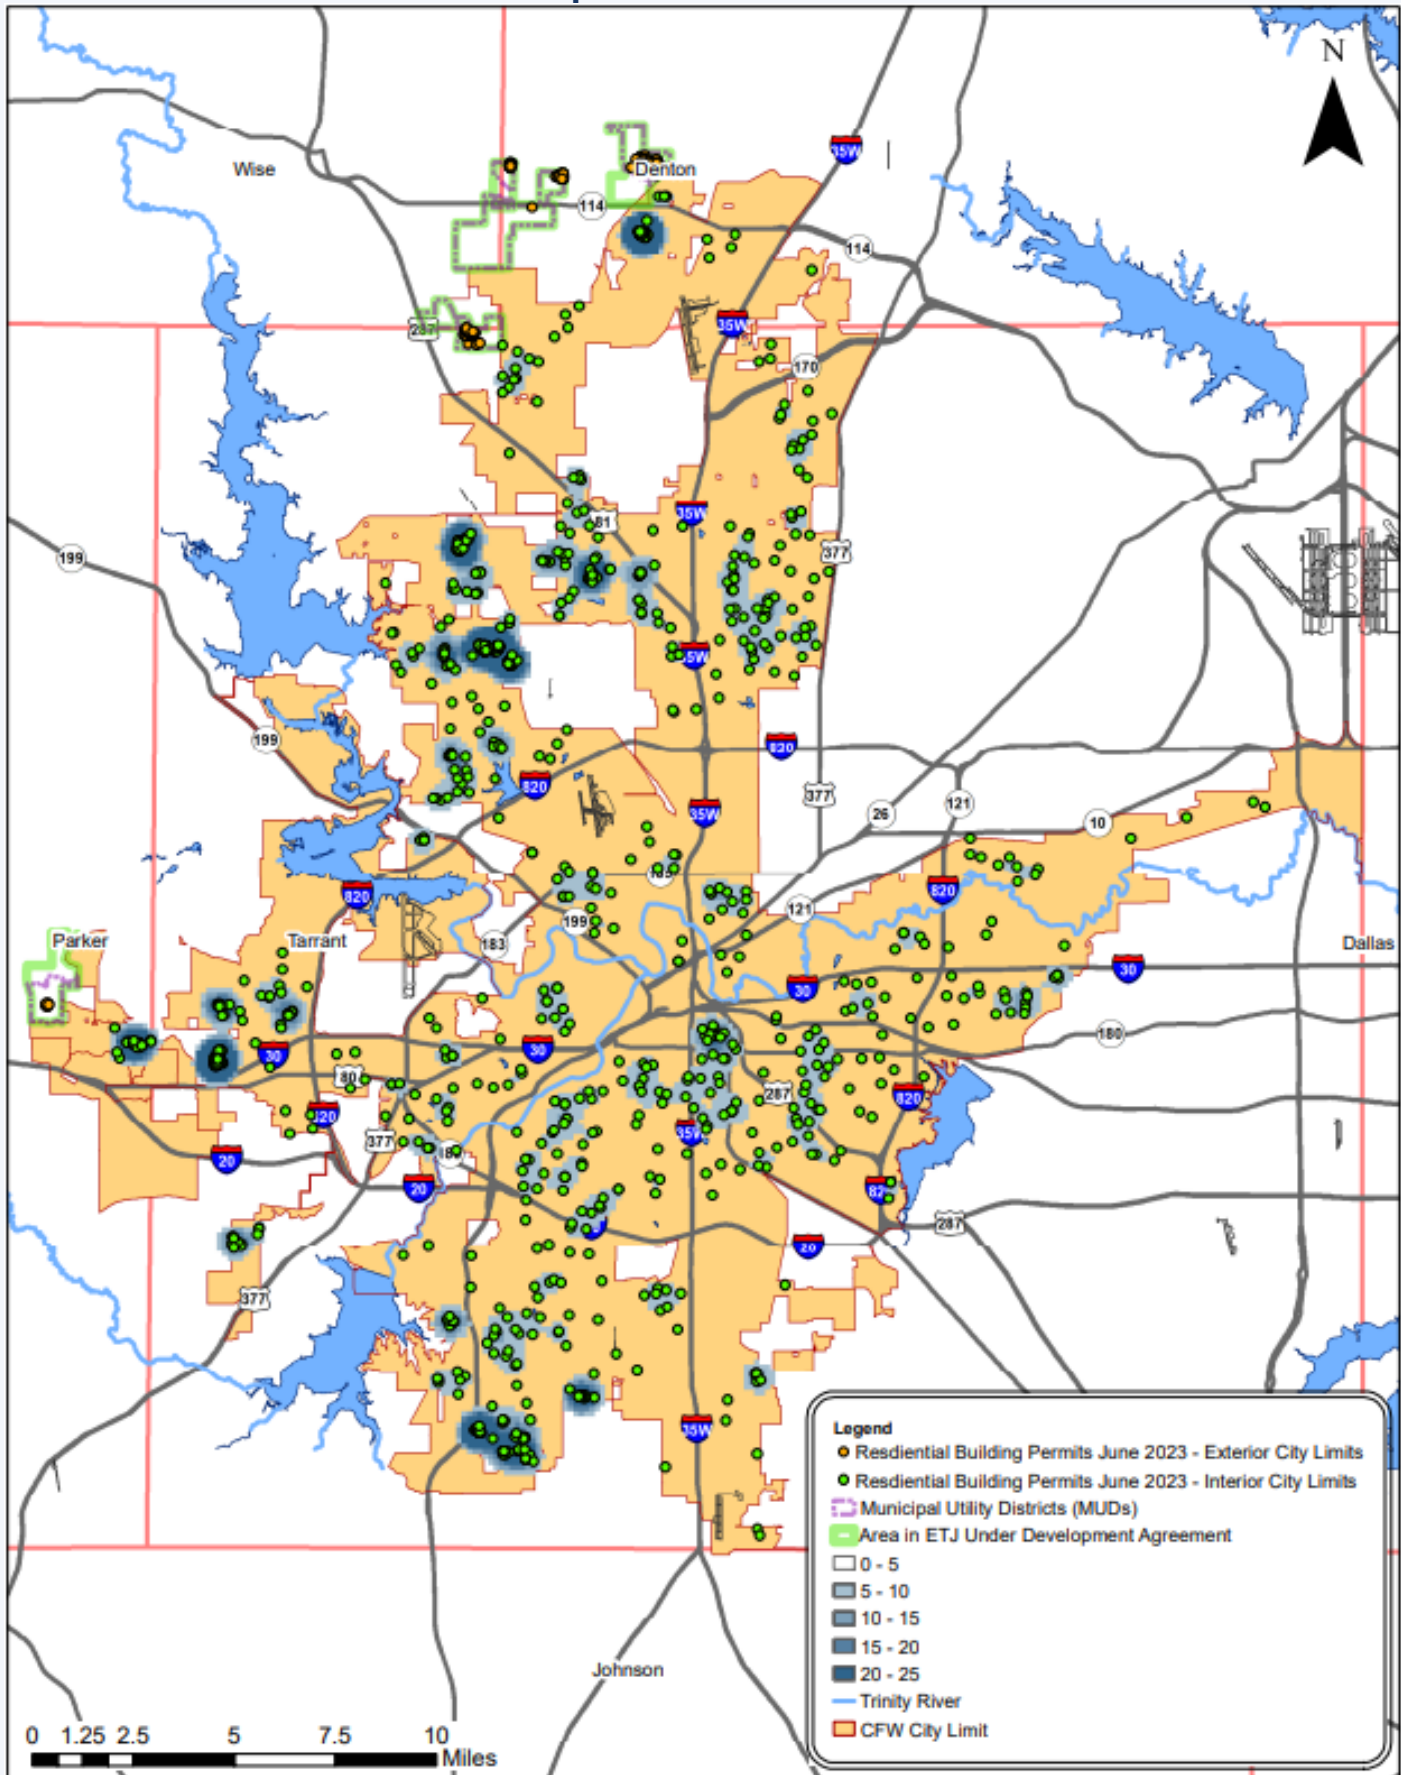 N
35W
Wise
Denton
114
114
287
35W
170
35W
81
377
199
35W
199
820
820
377
35W
26
121
10
820
820
121
199
183
Parker
Tarrant
Dallas
30
30
180
30
30
80
287
820
377
20
20
287
20
377
35W
Legend
Resdiential Building Permits June 2023 - Exterior City Limits
Resdiential Building Permits June 2023 - Interior City Limits
Municipal Utility Districts (MUDs)
Area in ETJ Under Development Agreement
0 - 5
5 - 10
10 - 15
15 - 20
20 - 25
Trinity River
CFW City Limit
Johnson
0 1.25 2.5 5 7.5 10
Miles